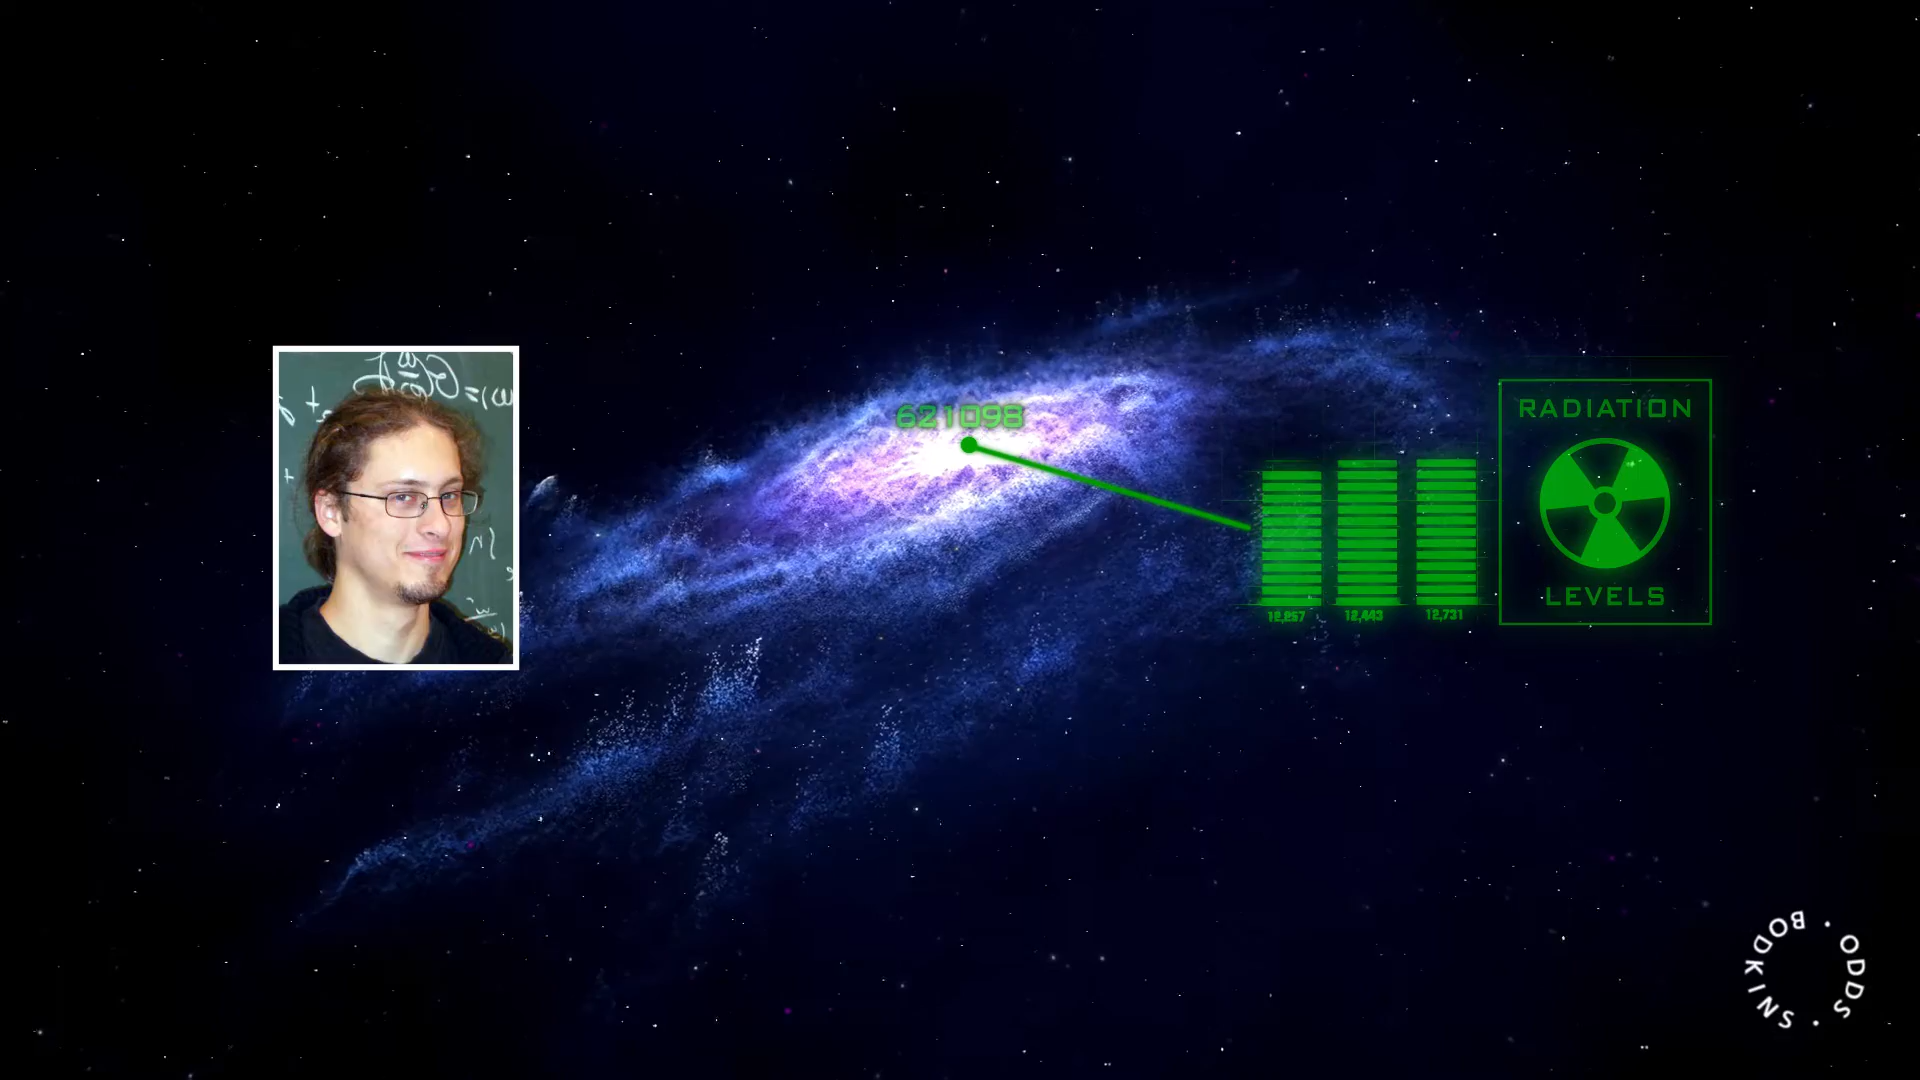 621098
RADIATION
LEVELS
12,257
12,443
12,731
BODKINS • ODDS •